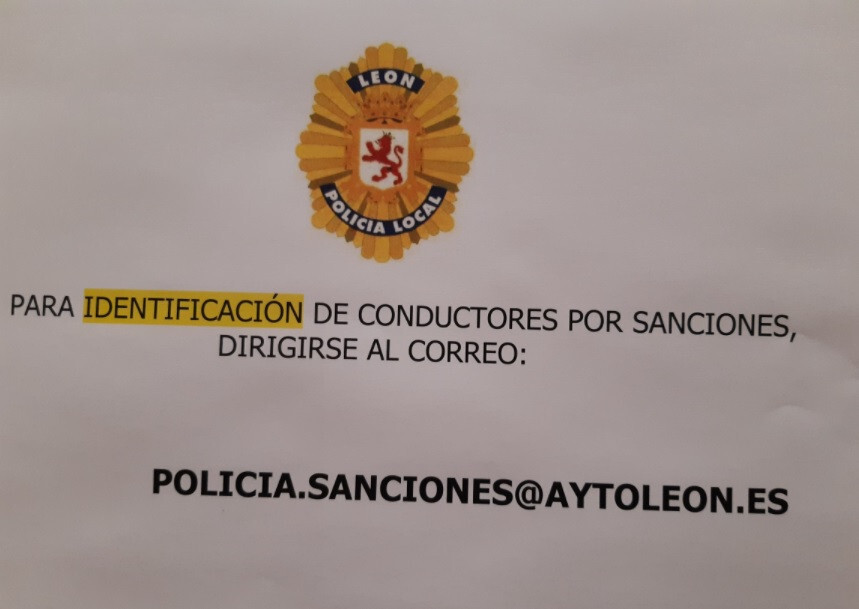 LEON
POLICIA LOCAL
PARA IDENTIFICACIÓN DE CONDUCTORES POR SANCIONES,
DIRIGIRSE AL CORREO:
POLICIA.SANCIONES@AYTOLEON.ES